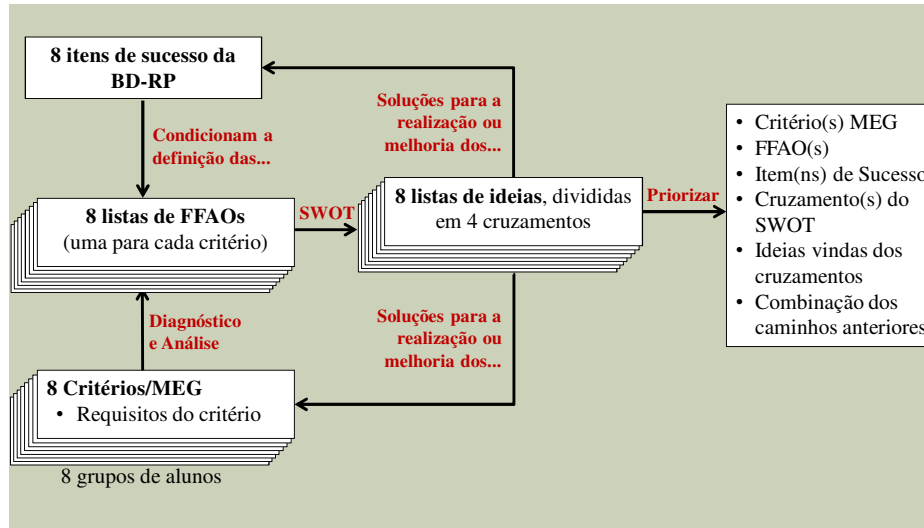 8 itens de sucesso da
BD-RP
Condicionam a
definição das...
8 listas de FFAOs
(uma para cada critério)
SWOT
Diagnóstico
e Análise
8 Critérios/MEG
• Requisitos do critério
8 grupos de alunos
Soluções para a
realização ou
melhoria dos...
8 listas de ideias, divididas
em 4 cruzamentos
Soluções para a
realização ou
melhoria dos...
Priorizar
• Critério(s) MEG
• FFAO(s)
• Item(ns) de Sucesso
• Cruzamento(s) do
SWOT
• Ideias vindas dos
cruzamentos
• Combinação dos
caminhos anteriores